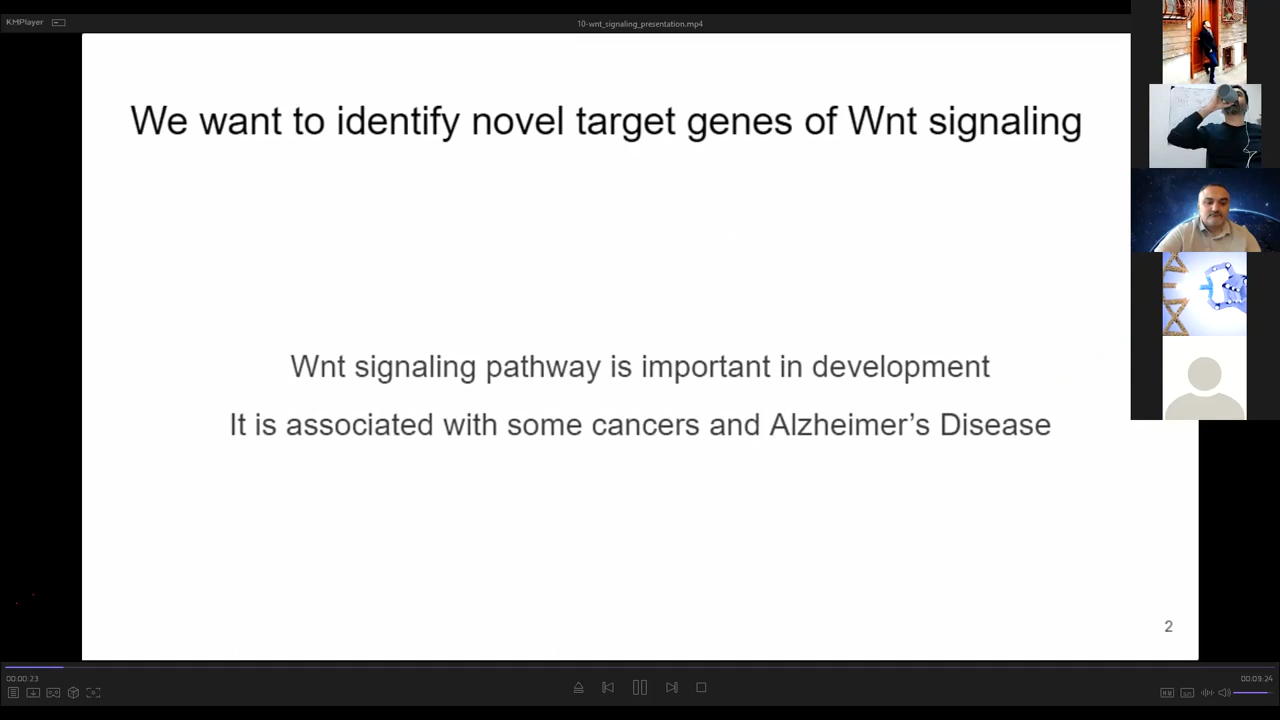 KMPlayer
10-wnt_signaling_presentation.mp4
We want to identify novel target genes of Wnt signaling
Wnt signaling pathway is important in development
It is associated with some cancers and Alzheimer’s Disease
2
00:00:23
00:09:24